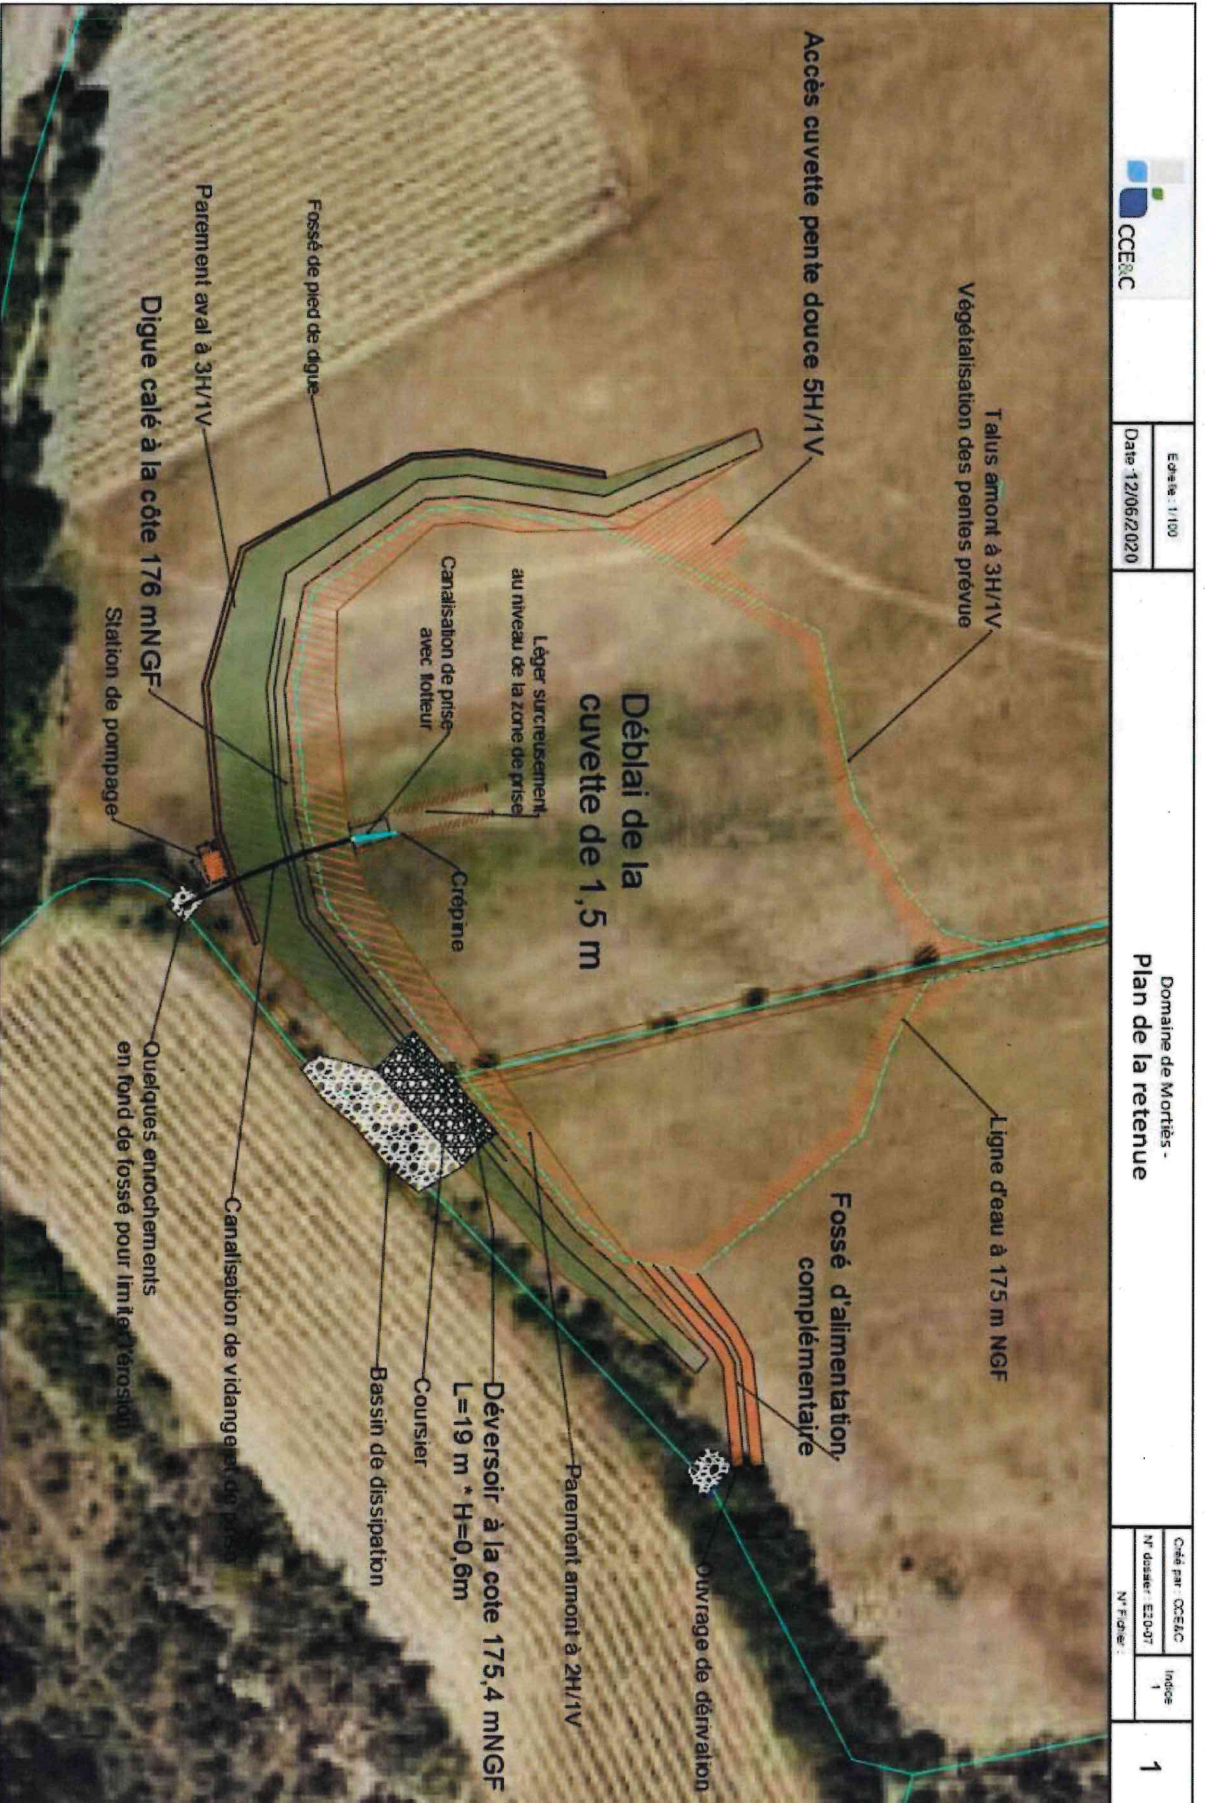 CCE&C
Echelle : 1/100
Date 12/06/2020
Domaine de Mortiès -
Plan de la retenue
Créé par : CCE&C
N° dossier : E20-07
N° Fichier :
Indice
1
1
Talus amont à 3H/1V
Végétalisation des pentes prévue
Accès cuvette pente douce 5H/1V
Ligne d'eau à 175 m NGF
Fossé d'alimentation
complémentaire
Ouvrage de dérivation
Déblai de la
cuvette de 1,5 m
Léger surcreusement
au niveau de la zone de prise
Canalisation de prise
avec flotteur
Crépine
Parement amont à 2H/1V
Déversoir à la cote 175,4 mNGF
L=19 m * H=0,6m
Coursier
Bassin de dissipation
Fossé de pied de digue
Parement aval à 3H/1V
Digue calé à la côte 176 mNGF
Station de pompage
Canalisation de vidange et de
Quelques enrochements
en fond de fossé pour limiter l'érosion